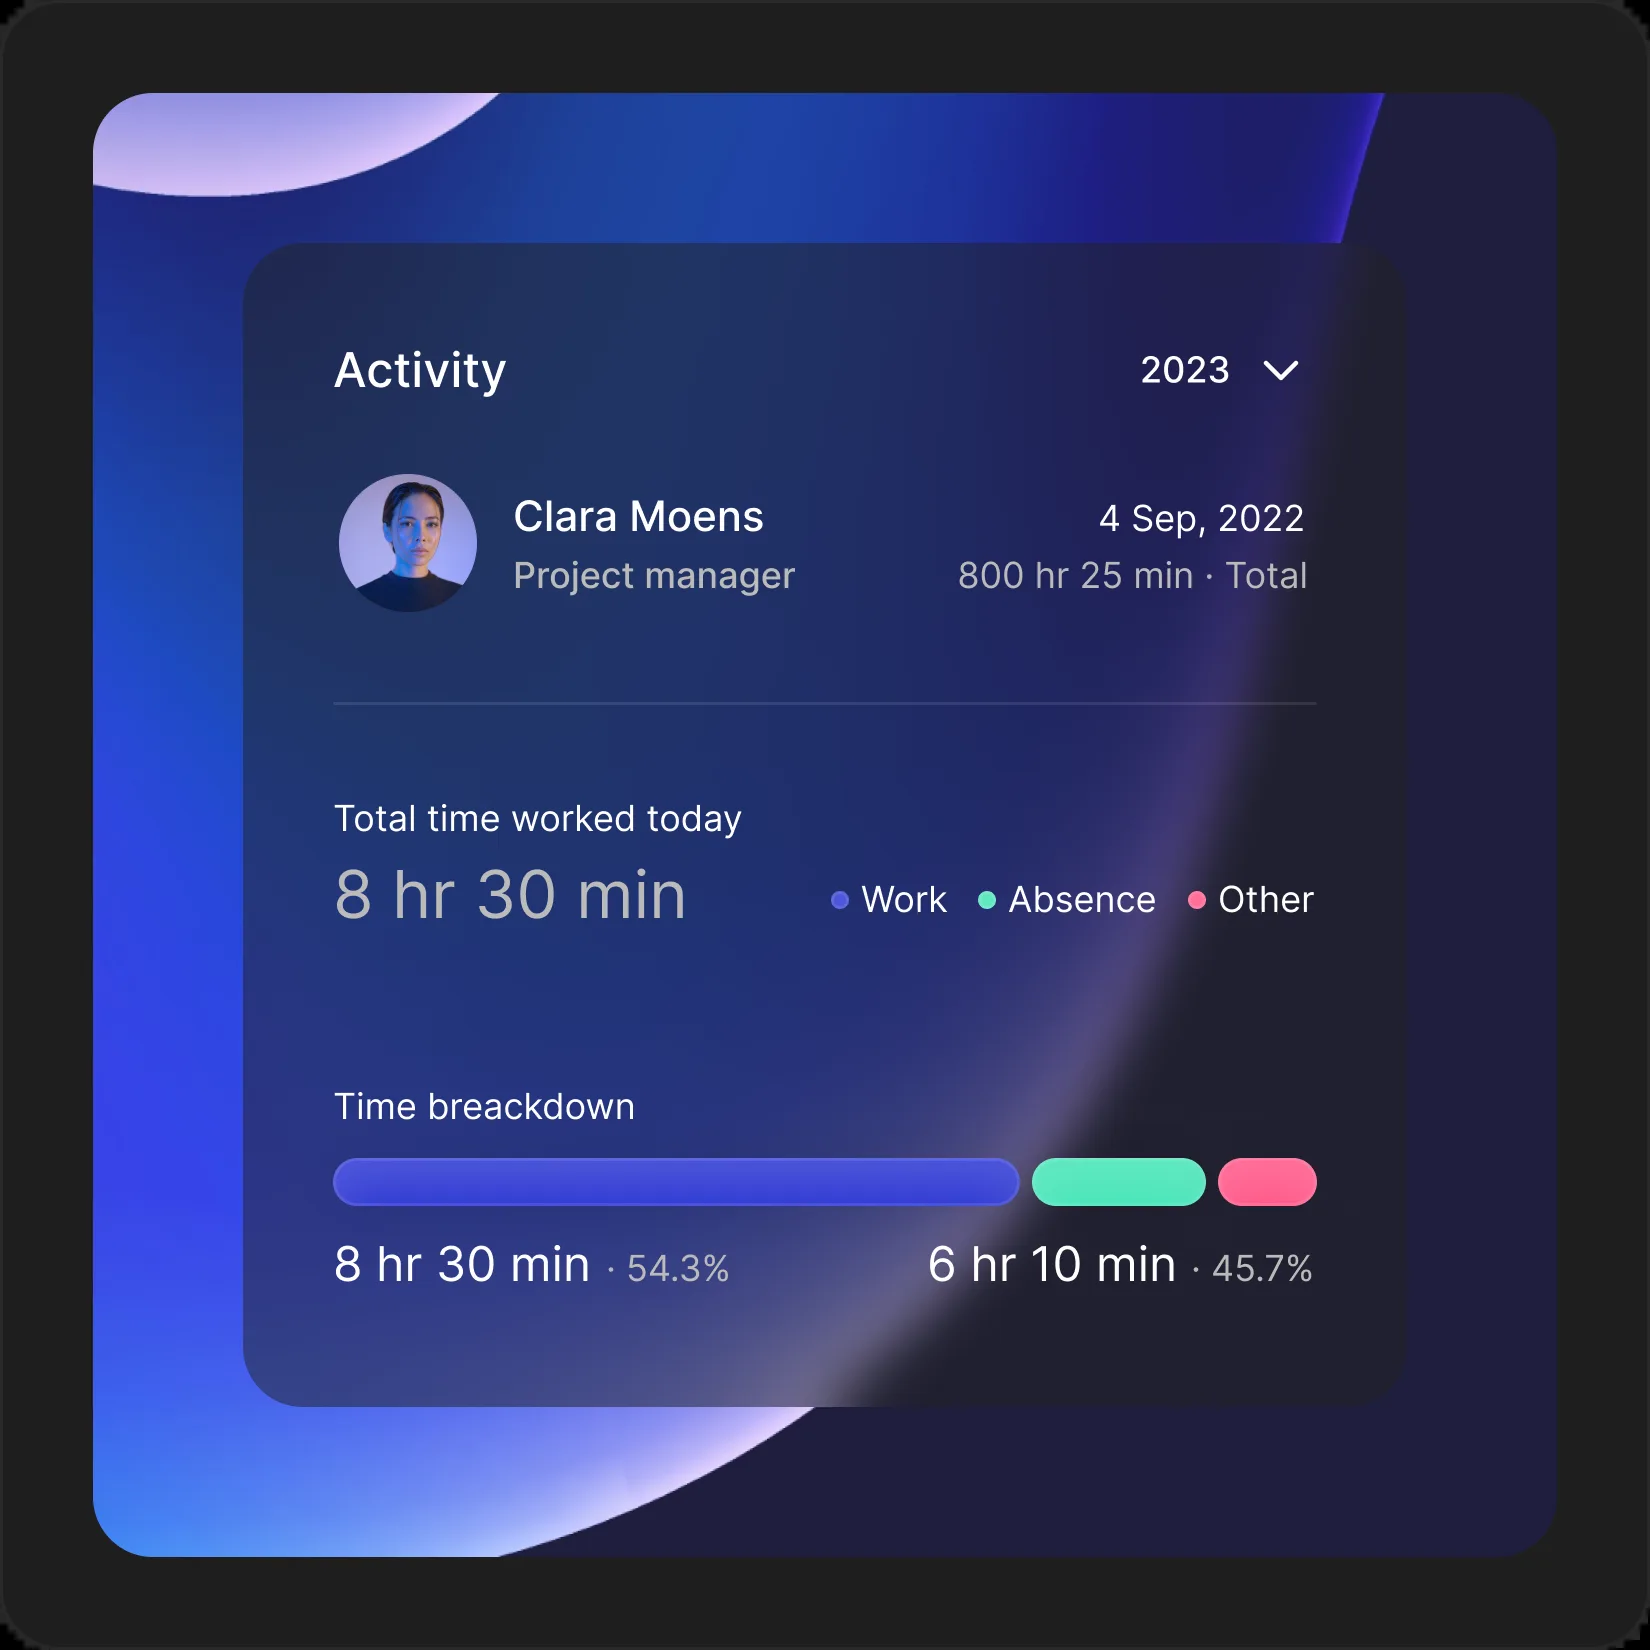 Activity
2023
Clara Moens
4 Sep, 2022
Project manager
800 hr 25 min · Total
Total time worked today
8 hr 30 min
Work Absence Other
Time breackdown
8 hr 30 min · 54.3%
6 hr 10 min · 45.7%